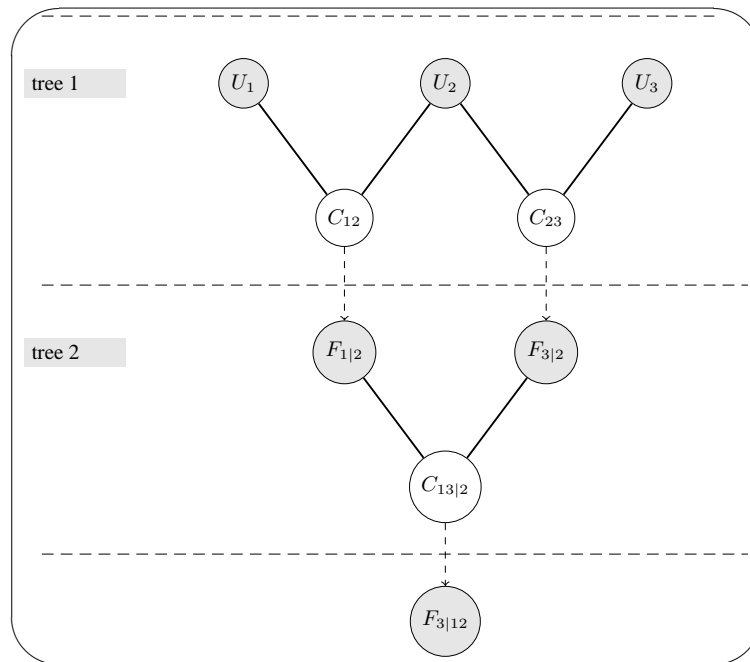 tree 1 U₁ U₂ U₃
C₁₂ C₂₃
tree 2 F₁|₂ F₃|₂
C₁₃|₂
F₃|₁₂